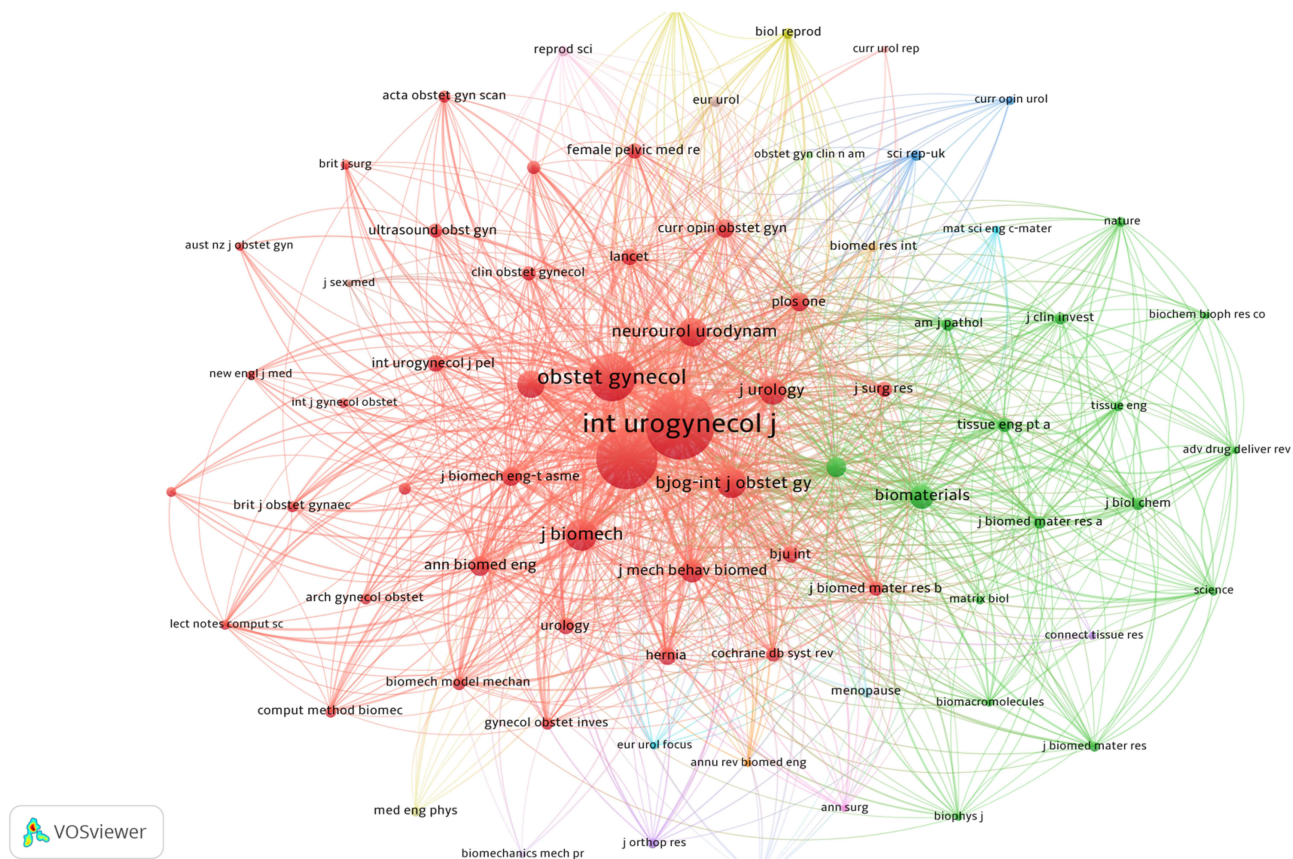 biol reprod
reprod sci
curr urol rep
acta obstet gyn scan
eur urol
curr opin urol
female pelvic med re
obstet gyn clin n am
sci rep-uk
brit j surg
ultrasound obst gyn
curr opin obstet gyn
nature
mat sci eng c-mater
aust nz j obstet gyn
lancet
biomed res int
clin obstet gynecol
j sex med
plos one
biochem bioph res co
j clin invest
am j pathol
neurourol urodynam
int urogynecol j pel
new engl j med
obstet gynecol
j urology
j surg res
int j gynecol obstet
tissue eng
int urogynecol j
tissue eng pt a
adv drug deliver rev
j biomech eng-t asme
bjog-int j obstet gy
biomaterials
brit j obstet gynaec
j biol chem
j biomed mater res a
j biomech
bju int
ann biomed eng
j mech behav biomed
j biomed mater res b
science
arch gynecol obstet
matrix biol
lect notes comput sc
urology
connect tissue res
hernia
cochrane db syst rev
biomech model mechan
menopause
biomacromolecules
comput method biomec
gynecol obstet inves
eur urol focus
j biomed mater res
annu rev biomed eng
med eng phys
ann surg
biophys j
VOSviewer
j orthop res
biomechanics mech pr